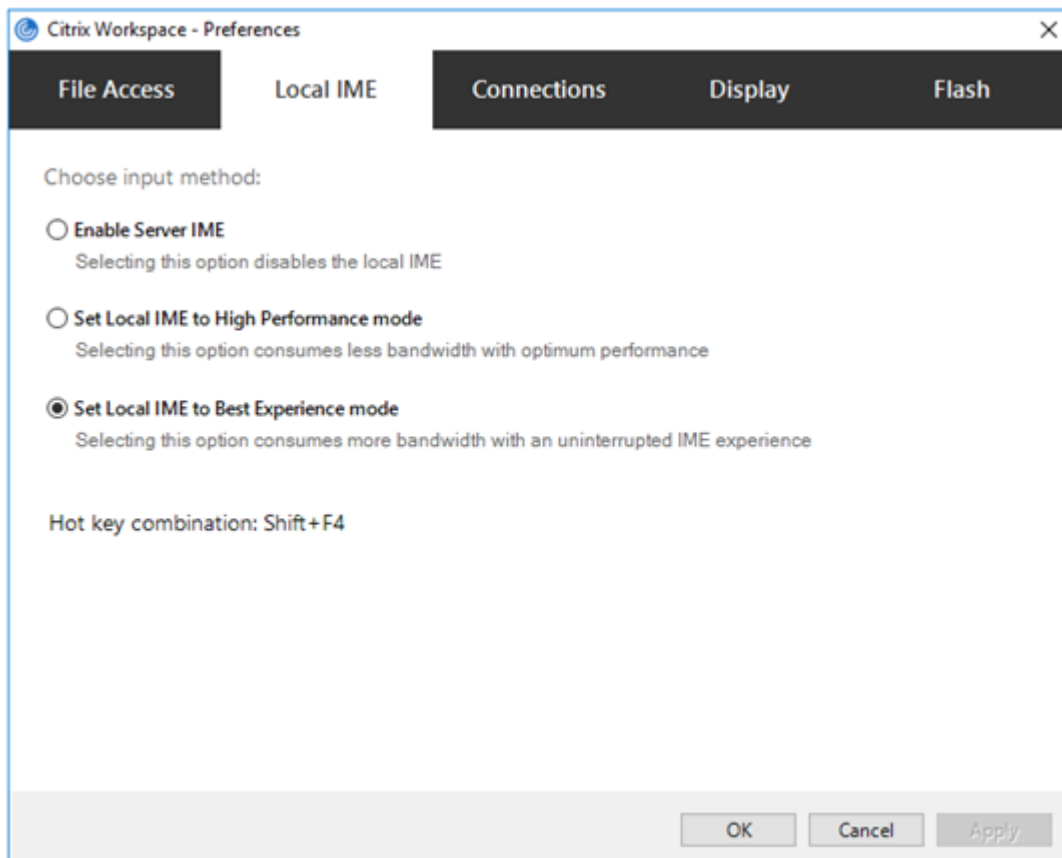 Citrix Workspace - Preferences
File Access Local IME Connections Display Flash
Choose input method:
Enable Server IME
Selecting this option disables the local IME
Set Local IME to High Performance mode
Selecting this option consumes less bandwidth with optimum performance
Set Local IME to Best Experience mode
Selecting this option consumes more bandwidth with an uninterrupted IME experience
Hot key combination: Shift+F4
OK Cancel Apply